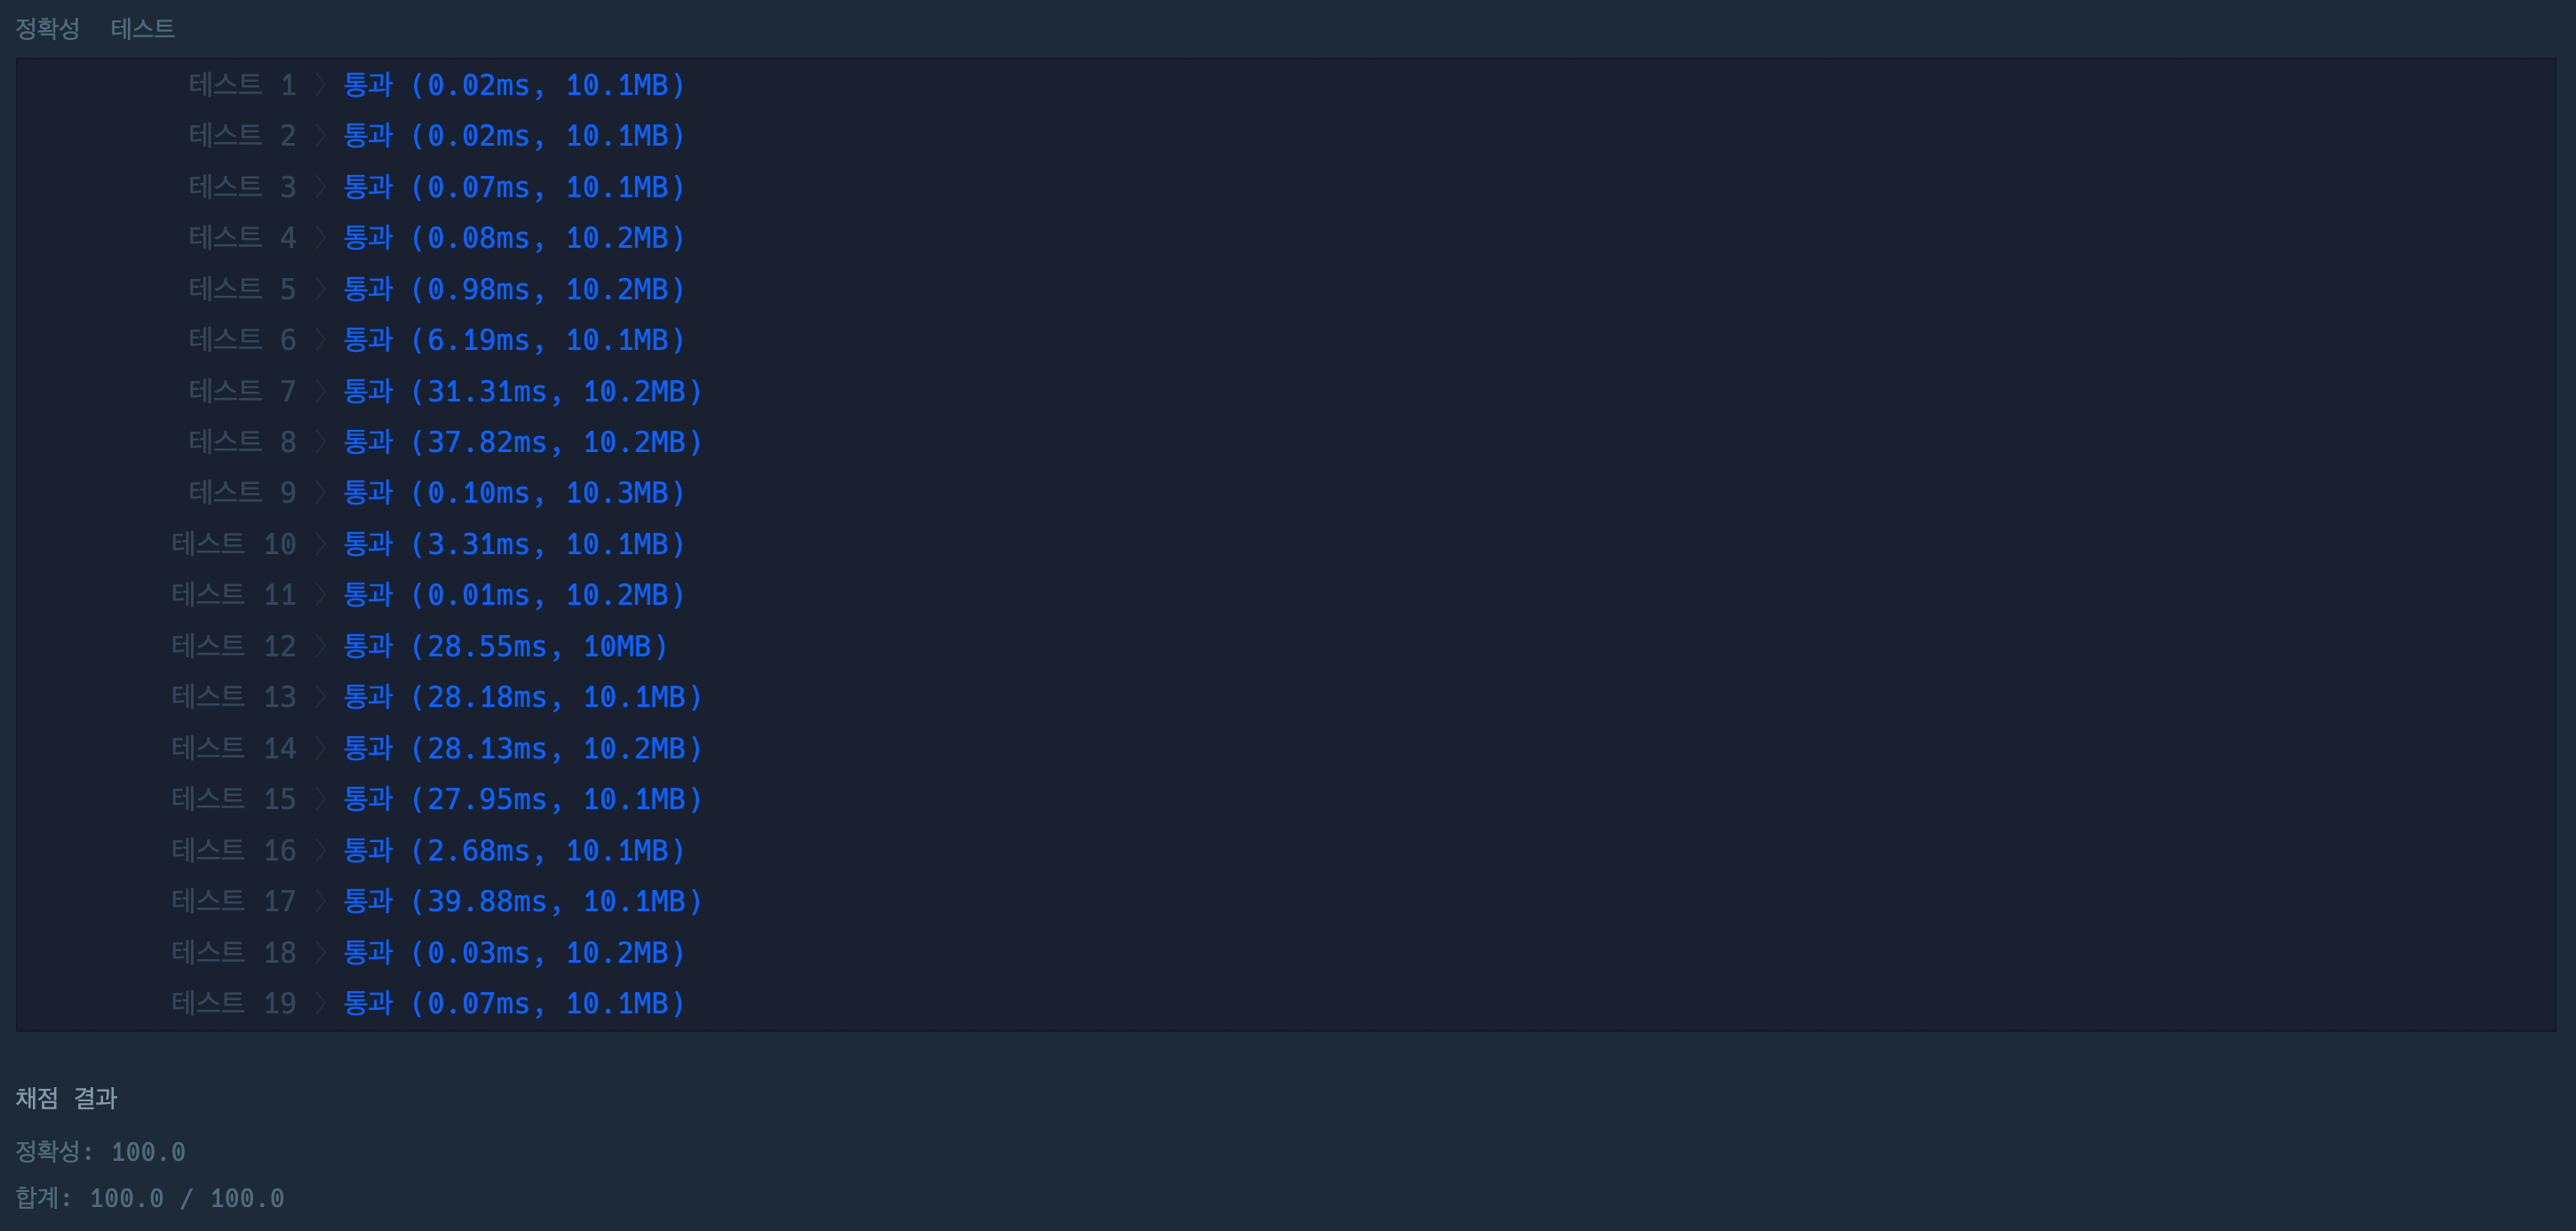 정확성 테스트
테스트 1 〉 통과 (0.02ms, 10.1MB)
테스트 2 〉 통과 (0.02ms, 10.1MB)
테스트 3 〉 통과 (0.07ms, 10.1MB)
테스트 4 〉 통과 (0.08ms, 10.2MB)
테스트 5 〉 통과 (0.98ms, 10.2MB)
테스트 6 〉 통과 (6.19ms, 10.1MB)
테스트 7 〉 통과 (31.31ms, 10.2MB)
테스트 8 〉 통과 (37.82ms, 10.2MB)
테스트 9 〉 통과 (0.10ms, 10.3MB)
테스트 10 〉 통과 (3.31ms, 10.1MB)
테스트 11 〉 통과 (0.01ms, 10.2MB)
테스트 12 〉 통과 (28.55ms, 10MB)
테스트 13 〉 통과 (28.18ms, 10.1MB)
테스트 14 〉 통과 (28.13ms, 10.2MB)
테스트 15 〉 통과 (27.95ms, 10.1MB)
테스트 16 〉 통과 (2.68ms, 10.1MB)
테스트 17 〉 통과 (39.88ms, 10.1MB)
테스트 18 〉 통과 (0.03ms, 10.2MB)
테스트 19 〉 통과 (0.07ms, 10.1MB)
채점 결과
정확성: 100.0
합계: 100.0 / 100.0